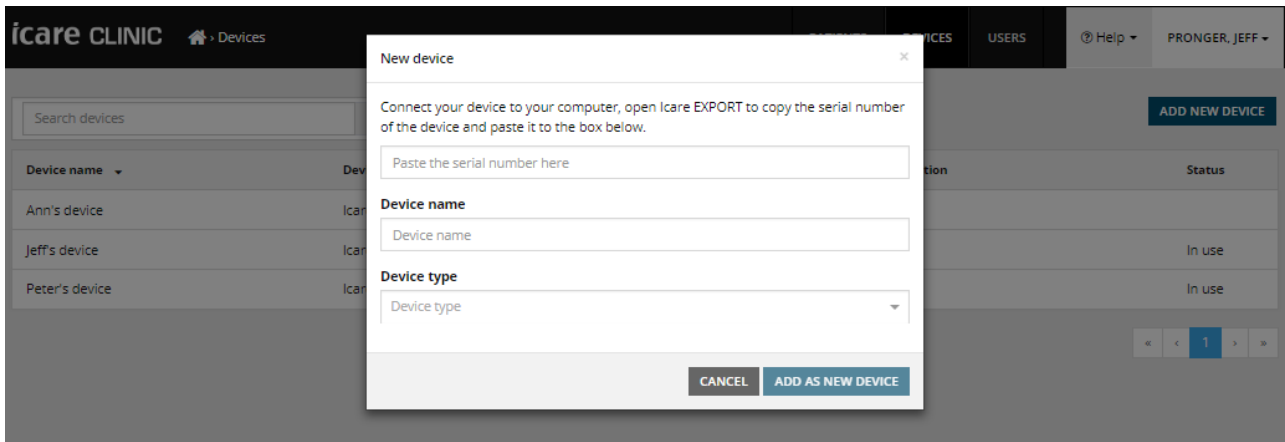 icare CLINIC › Devices
DEVICES USERS Help PRONGER, JEFF
New device ×
Connect your device to your computer, open Icare EXPORT to copy the serial number
of the device and paste it to the box below.
Search devices
ADD NEW DEVICE
Paste the serial number here
Device name
Status
Device name
Ann's device
Device name
Jeff's device
In use
Device type
Peter's device
In use
Device type
« ‹ 1 › »
CANCEL ADD AS NEW DEVICE